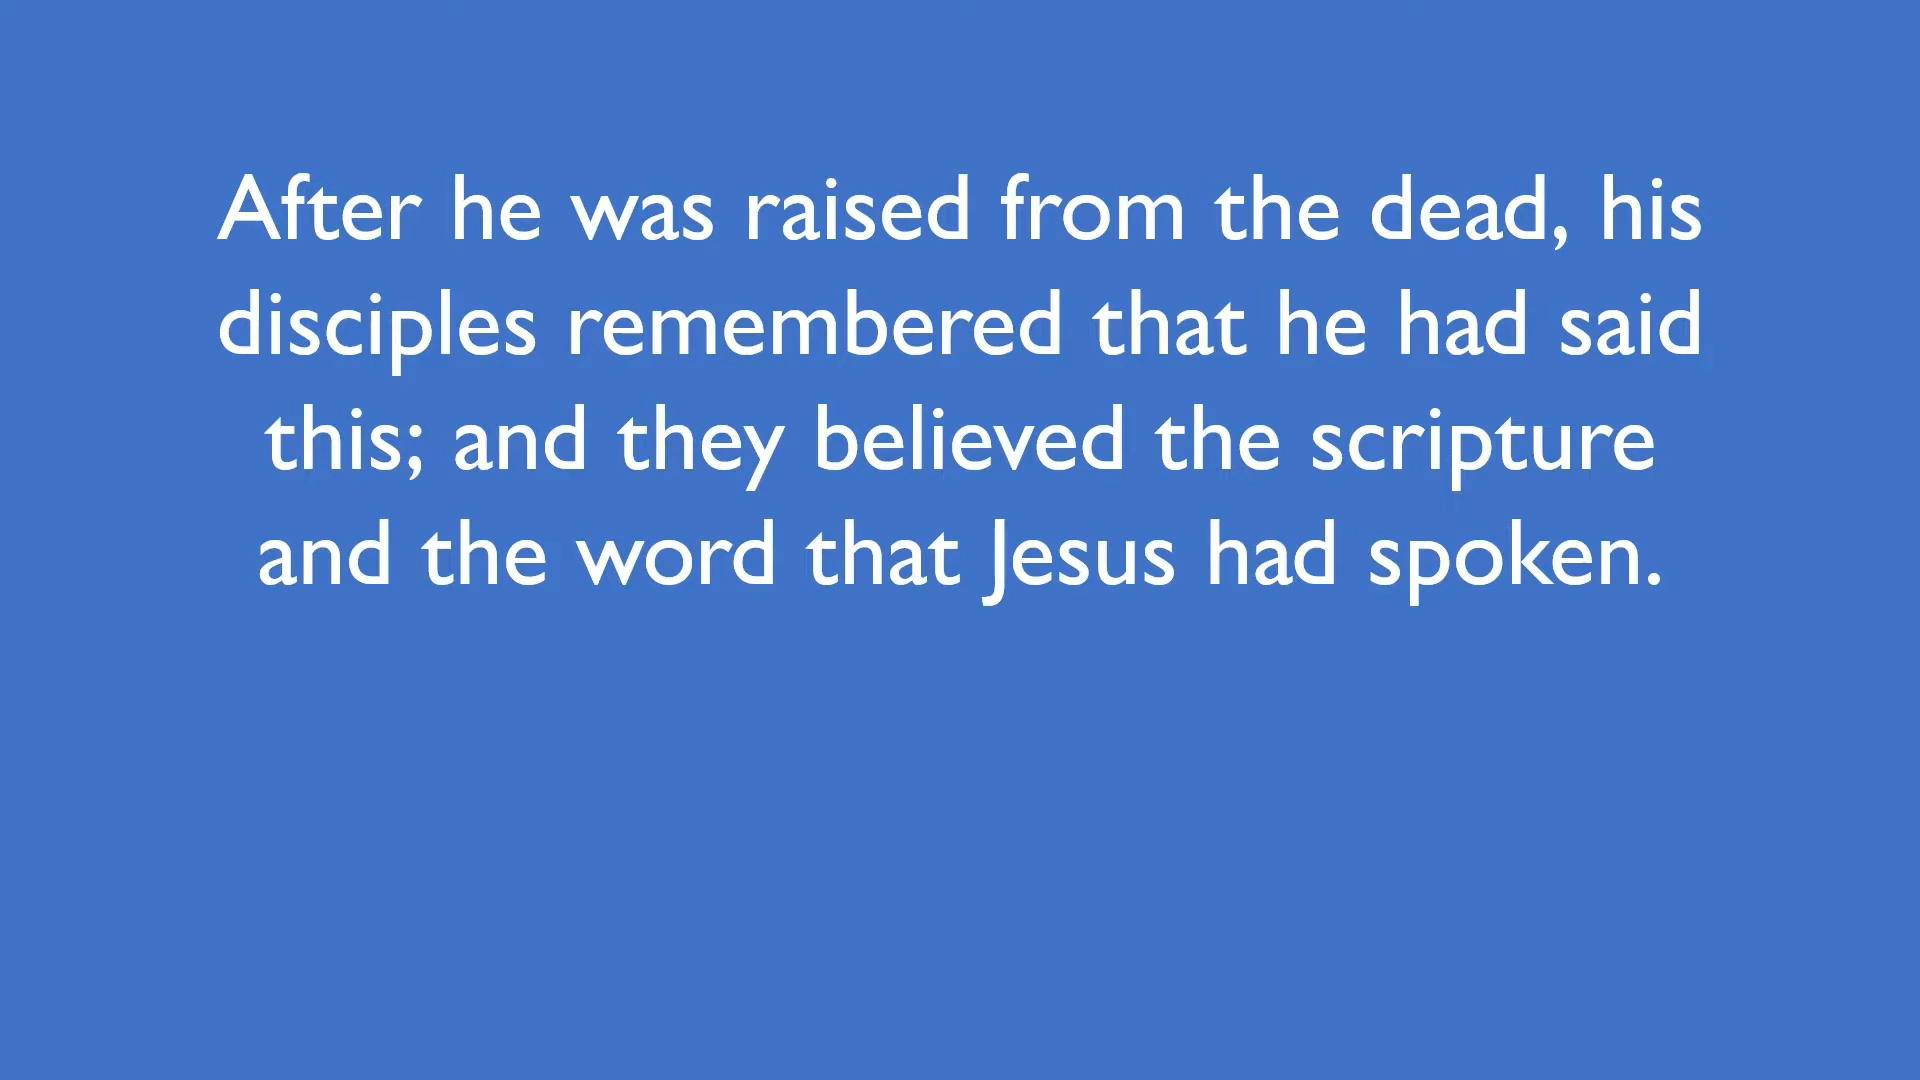 After he was raised from the dead, his
disciples remembered that he had said
this; and they believed the scripture
and the word that Jesus had spoken.